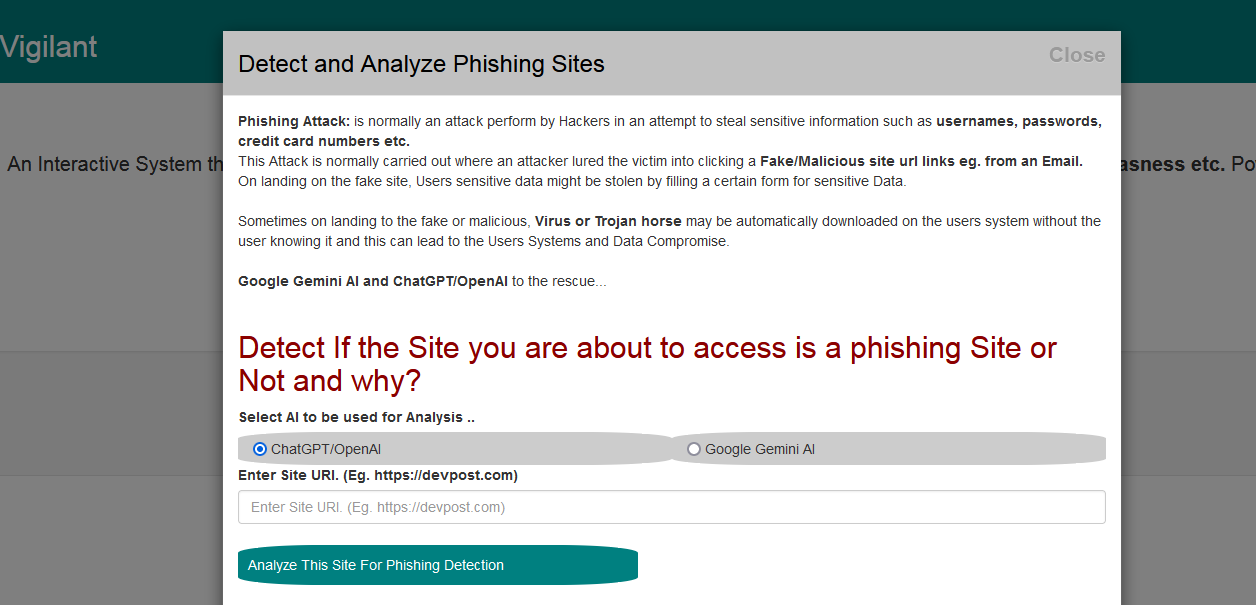 Vigilant
Detect and Analyze Phishing Sites
Close
Phishing Attack: is normally an attack perform by Hackers in an attempt to steal sensitive information such as usernames, passwords,
credit card numbers etc.
This Attack is normally carried out where an attacker lured the victim into clicking a Fake/Malicious site url links eg. from an Email.
On landing on the fake site, Users sensitive data might be stolen by filling a certain form for sensitive Data.
An Interactive System th
asness etc. Po
Sometimes on landing to the fake or malicious, Virus or Trojan horse may be automatically downloaded on the users system without the
user knowing it and this can lead to the Users Systems and Data Compromise.
Google Gemini AI and ChatGPT/OpenAI to the rescue...
Detect If the Site you are about to access is a phishing Site or
Not and why?
Select AI to be used for Analysis ..
ChatGPT/OpenAI
Google Gemini AI
Enter Site URl. (Eg. https://devpost.com)
Enter Site URl. (Eg. https://devpost.com)
Analyze This Site For Phishing Detection